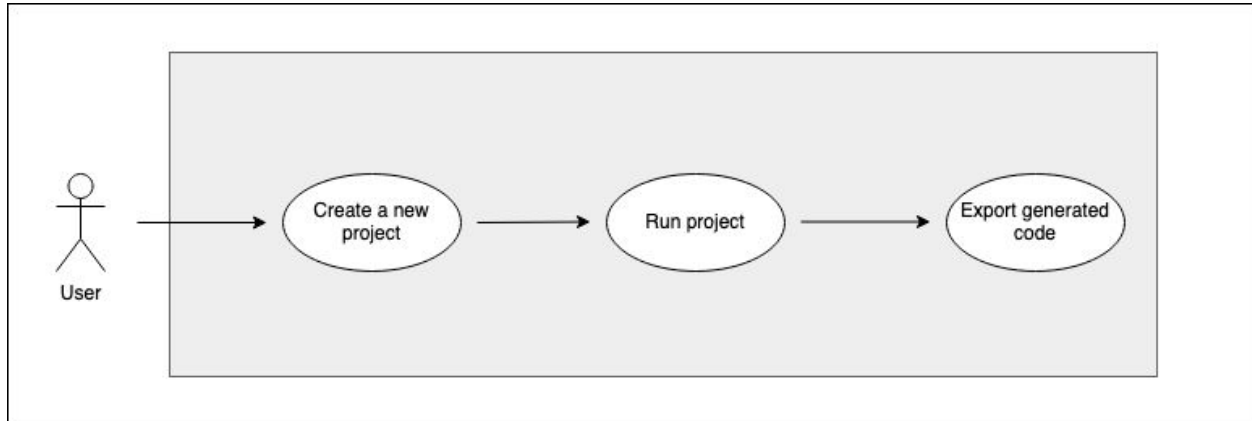 Create a new
project
Run project
Export generated
code
User